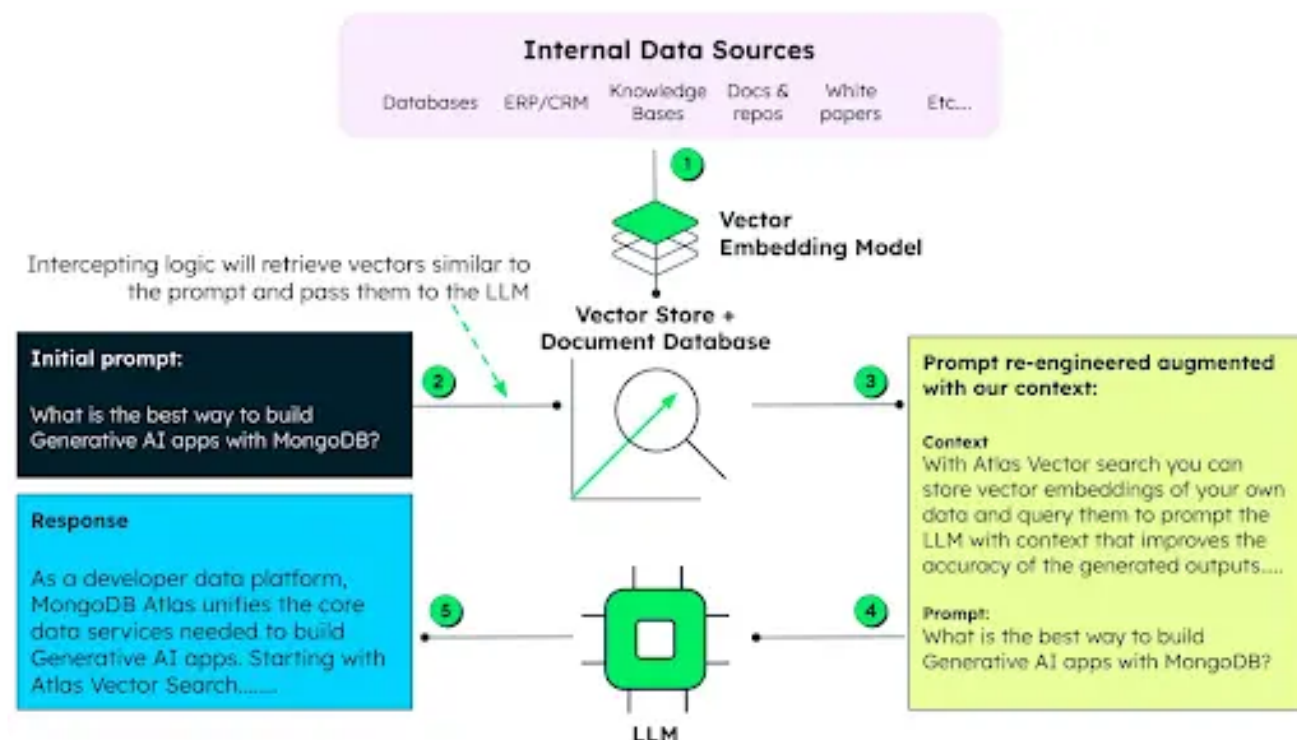 Internal Data Sources
Databases
ERP/CRM
Knowledge
Bases
Docs &
repos
White
papers
Etc....
1
Vector
Embedding Model
Intercepting logic will retrieve vectors similar to
the prompt and pass them to the LLM
Vector Store +
Document Database
Initial prompt:
What is the best way to build
Generative AI apps with MongoDB?
2
3
Prompt re-engineered augmented
with our context:
Context
With Atlas Vector search you can
store vector embeddings of your own
data and query them to prompt the
LLM with context that improves the
accuracy of the generated outputs....
Prompt:
What is the best way to build
Generative AI apps with MongoDB?
4
LLM
5
Response
As a developer data platform,
MongoDB Atlas unifies the core
data services needed to build
Generative AI apps. Starting with
Atlas Vector Search.......